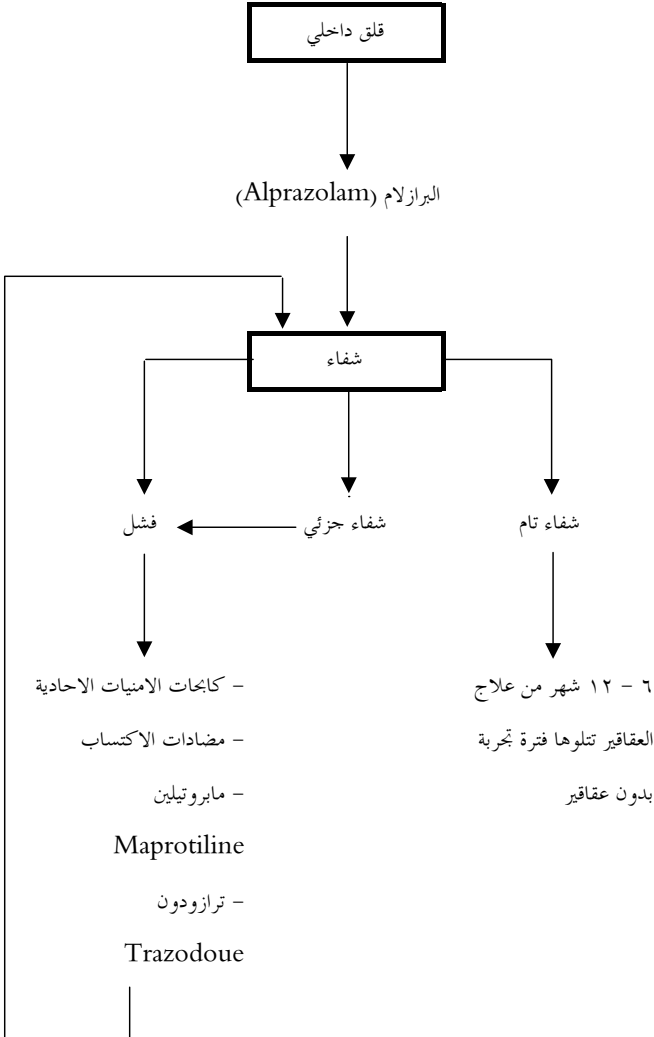 قلق داخلي
البرازلام (Alprazolam)
شفاء
شفاء تام
شفاء جزئي
فشل
٦ – ١٢ شهر من علاج
العقاقير تتلوها فترة تجربة
بدون عقاقير
– كابحات الامنيات الاحادية
– مضادات الاكتساب
– مابروتيلين
Maprotiline
– ترازودون
Trazodoue